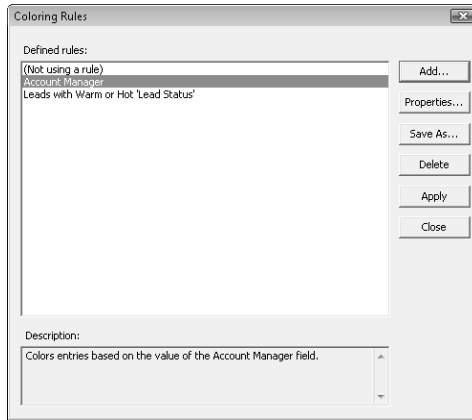 Coloring Rules
Defined rules:
(Not using a rule)
Account Manager
Leads with Warm or Hot 'Lead Status'
Add...
Properties...
Save As...
Delete
Apply
Close
Description:
Colors entries based on the value of the Account Manager field.